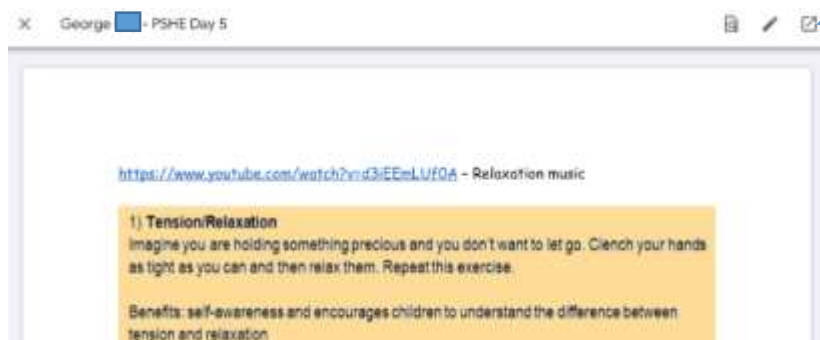 George - PSHE Day 5
https://www.youtube.com/watch?v=d3iEEmLUf0A - Relaxation music
1) Tension/Relaxation
Imagine you are holding something precious and you don't want to let go. Clench your hands
as tight as you can and then relax them. Repeat this exercise.
Benefits: self-awareness and encourages children to understand the difference between
tension and relaxation